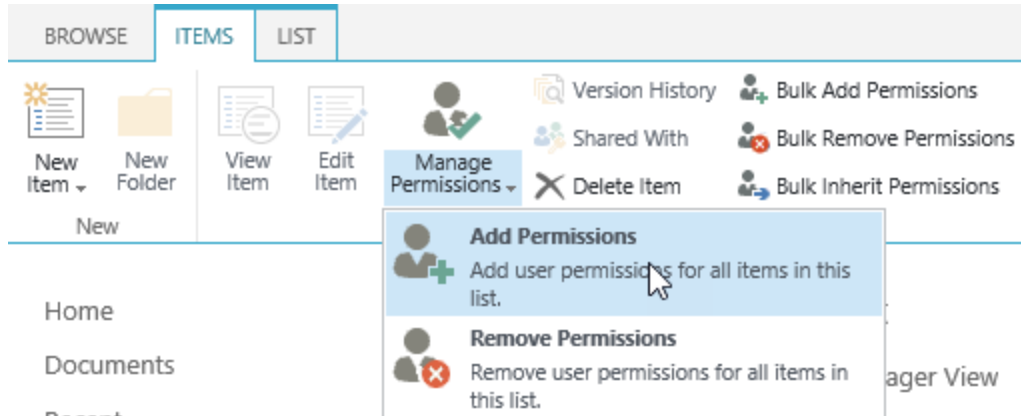 BROWSE ITEMS LIST
Version History Bulk Add Permissions
New Item New Folder View Item Edit Item Manage Permissions Shared With Bulk Remove Permissions
Delete Item Bulk Inherit Permissions
New
Add Permissions
Add user permissions for all items in this
list.
Home
Remove Permissions
Documents
Remove user permissions for all items in
ager View
this list.